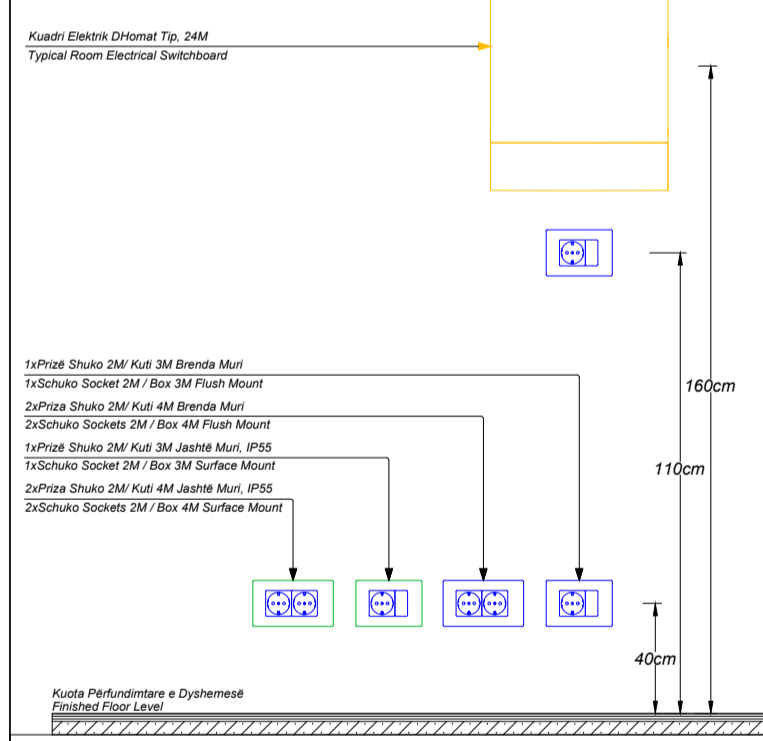 Kuadri Elektrik DHomat Tip, 24M
Typical Room Electrical Switchboard
1xPrizë Shuko 2M/ Kuti 3M Brenda Muri
1xSchuko Socket 2M / Box 3M Flush Mount
2xPriza Shuko 2M/ Kuti 4M Brenda Muri
2xSchuko Sockets 2M / Box 4M Flush Mount
1xPrizë Shuko 2M/ Kuti 3M Jashtë Muri, IP55
1xSchuko Socket 2M / Box 3M Surface Mount
2xPriza Shuko 2M/ Kuti 4M Jashtë Muri, IP55
2xSchuko Sockets 2M / Box 4M Surface Mount
160cm
110cm
40cm
Kuota Përfundimtare e Dyshemesë
Finished Floor Level